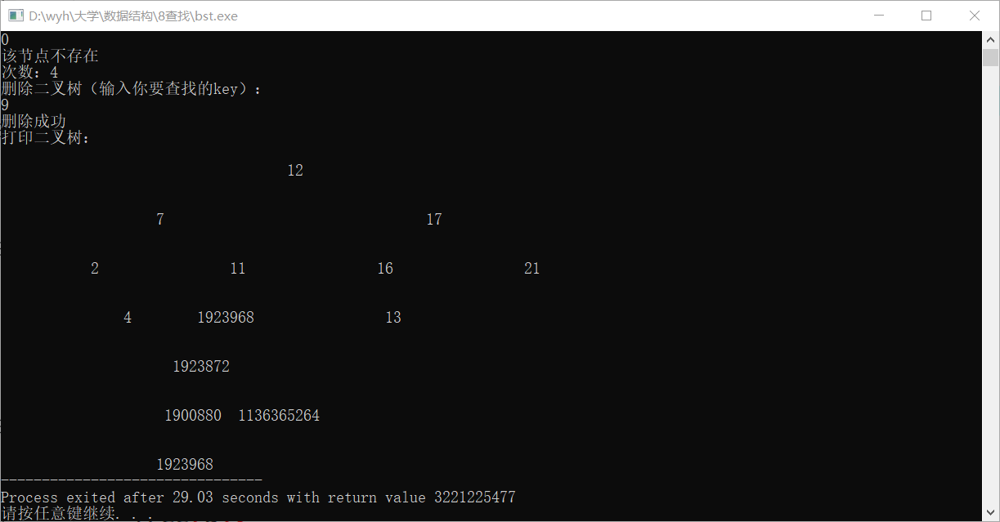 D:\wyh\大学\数据结构\8查找\bst.exe
0
该节点不存在
次数: 4
删除二叉树（输入你要查找的key）:
9
删除成功
打印二叉树:
12
7 17
2 11 16 21
4 1923968 13
1923872
1900880 1136365264
1923968
--------------------------------
Process exited after 29.03 seconds with return value 3221225477
请按任意键继续. . .